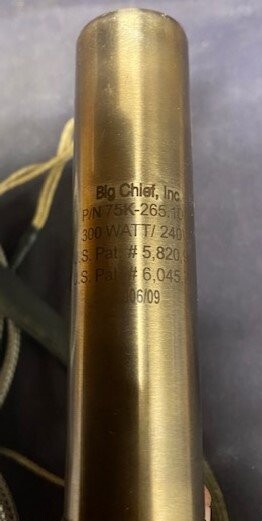 Big Chief, Inc.
P/N 75K-265.1
300 WATT/ 240
.S. Pat. # 5,820,
.S. Pat. # 6,045,
06/09